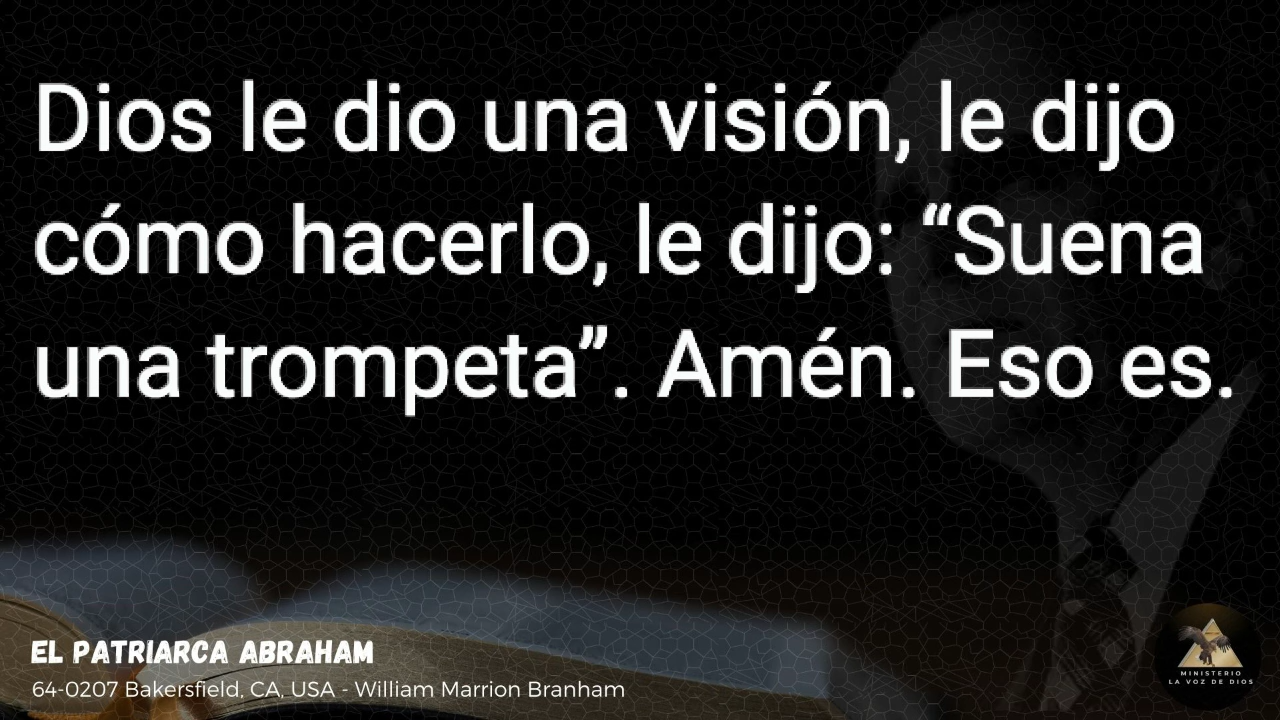 Dios le dio una visión, le dijo
cómo hacerlo, le dijo: “Suena
una trompeta”. Amén. Eso es.
EL PATRIARCA ABRAHAM
64-0207 Bakersfield, CA, USA - William Marrion Branham
MINISTERIO
LA VOZ DE DIOS